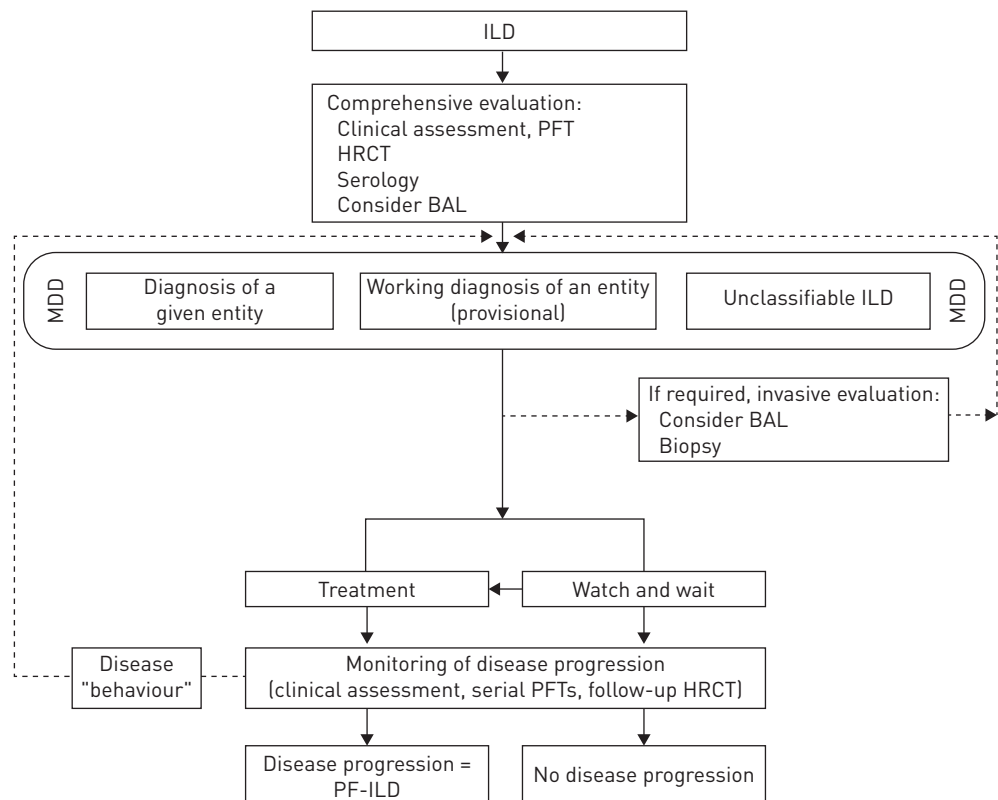 ILD
Comprehensive evaluation:
Clinical assessment, PFT
HRCT
Serology
Consider BAL
MDD
Diagnosis of a
given entity
Working diagnosis of an entity
(provisional)
Unclassifiable ILD
MDD
If required, invasive evaluation:
Consider BAL
Biopsy
Treatment
Watch and wait
Disease
"behaviour"
Monitoring of disease progression
(clinical assessment, serial PFTs, follow-up HRCT)
Disease progression =
PF-ILD
No disease progression